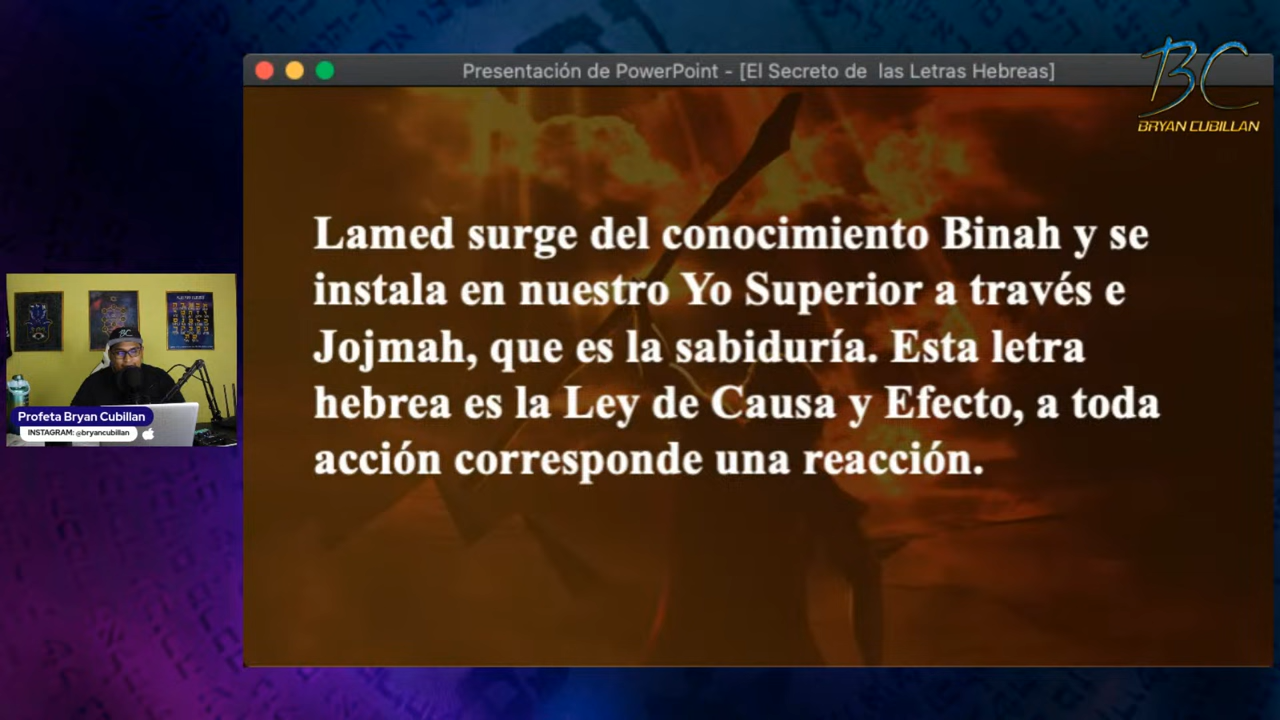 Presentación de PowerPoint - [El Secreto de  las Letras Hebreas]
BC
BRYAN CUBILLAN
Lamed surge del conocimiento Binah y se
instala en nuestro Yo Superior a través e
Jojmah, que es la sabiduría. Esta letra
hebrea es la Ley de Causa y Efecto, a toda
acción corresponde una reacción.
Profeta Bryan Cubillan
INSTAGRAM: @bryancubillan